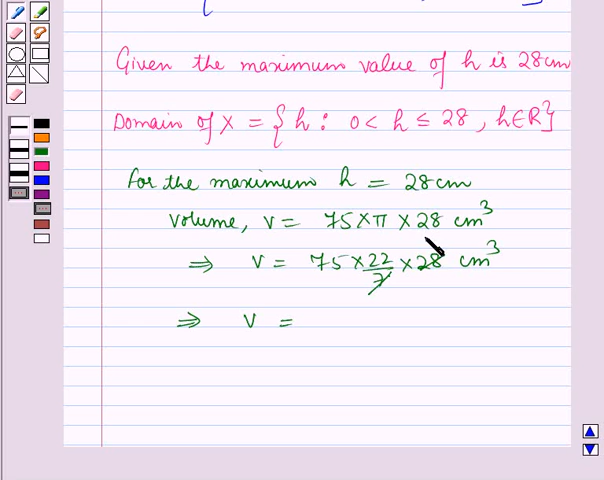 Given the maximum value of h is 28cm
Domain of X = { h : 0 < h ≤ 28 , h∈R }
For the maximum h = 28cm
volume, v = 75 × π × 28 cm³
⇒ v = 75 × 22/7 × 28 cm³
⇒ v =